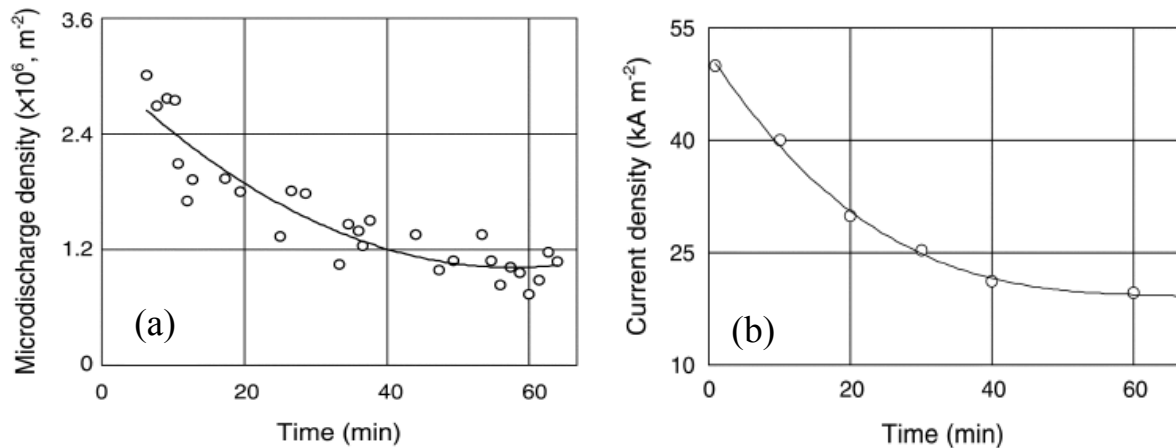 Microdischarge density (×10⁶, m⁻²)
3.6
2.4
1.2
0
(a)
0 20 40 60
Time (min)
Current density (kA m⁻²)
55
40
25
10
(b)
0 20 40 60
Time (min)